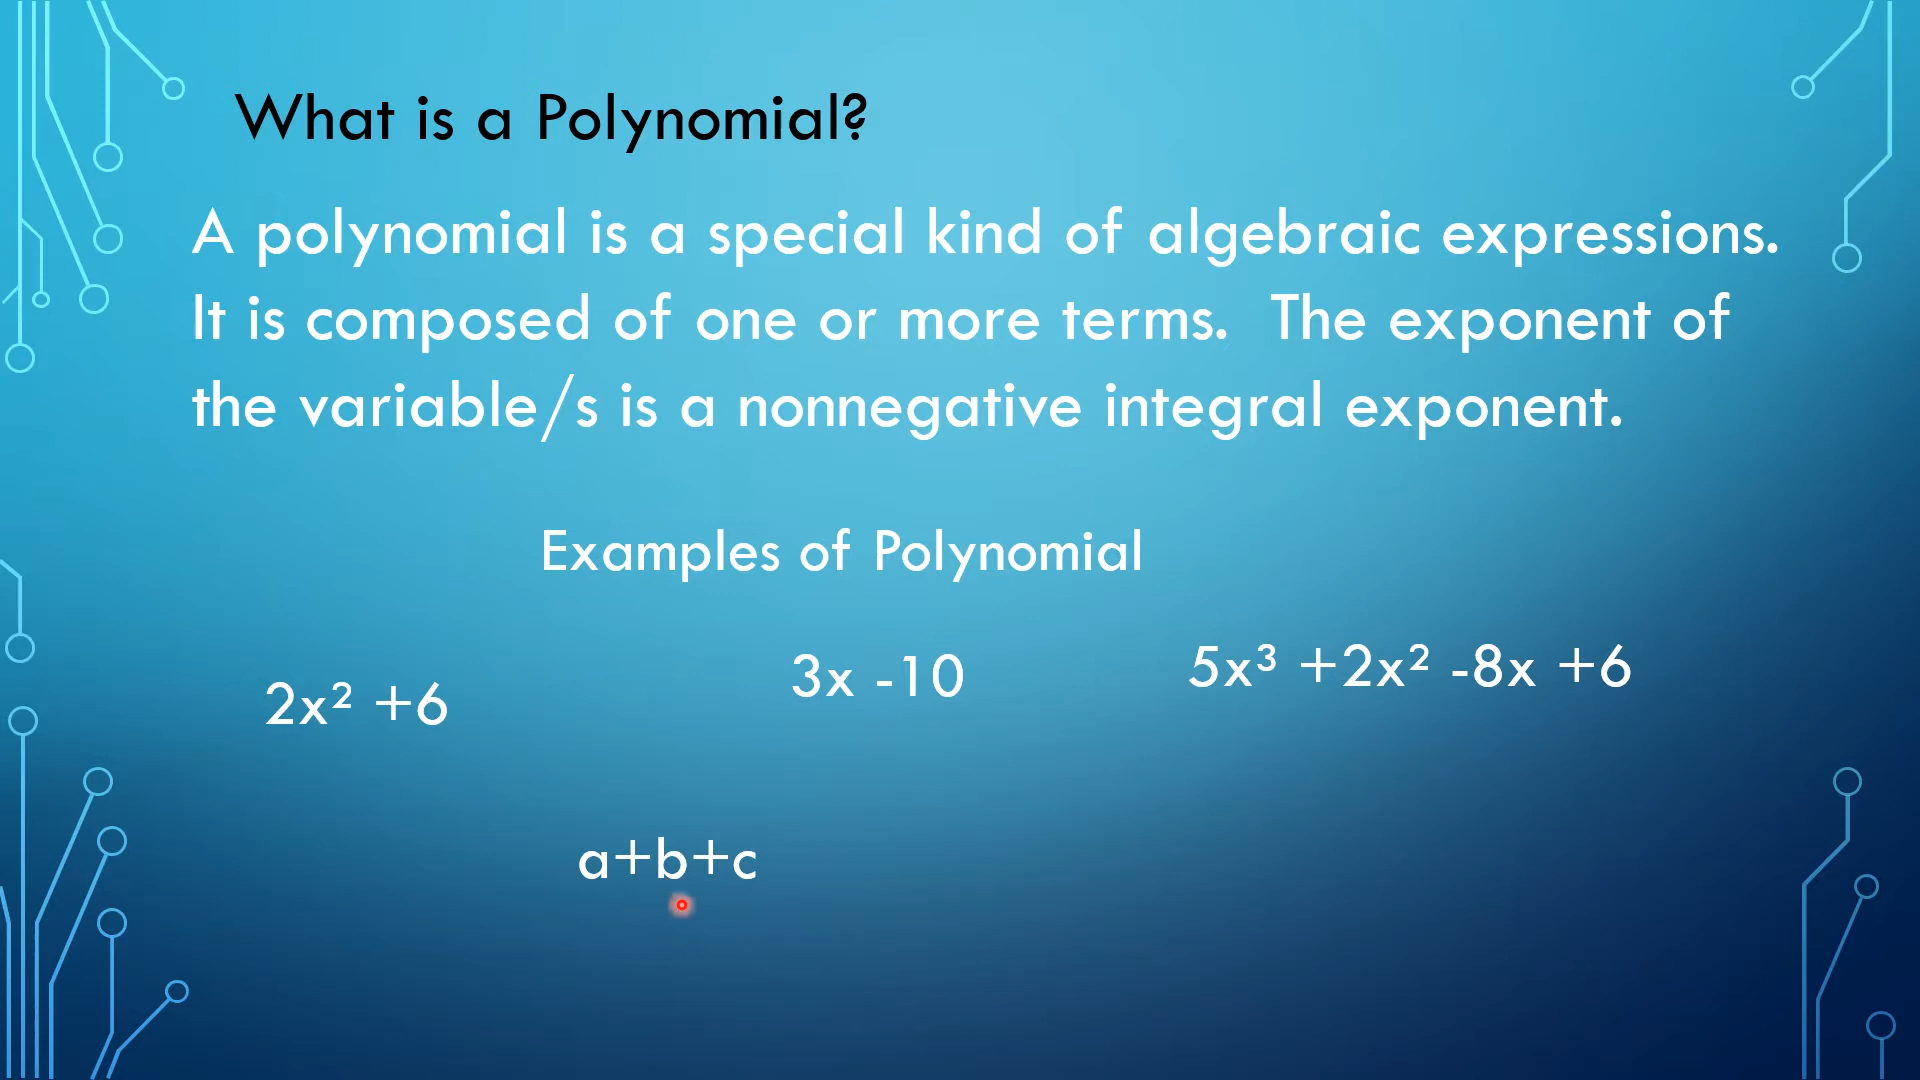 What is a Polynomial?
A polynomial is a special kind of algebraic expressions.
It is composed of one or more terms. The exponent of
the variable/s is a nonnegative integral exponent.
Examples of Polynomial
2x² +6
3x -10
5x³ +2x² -8x +6
a+b+c